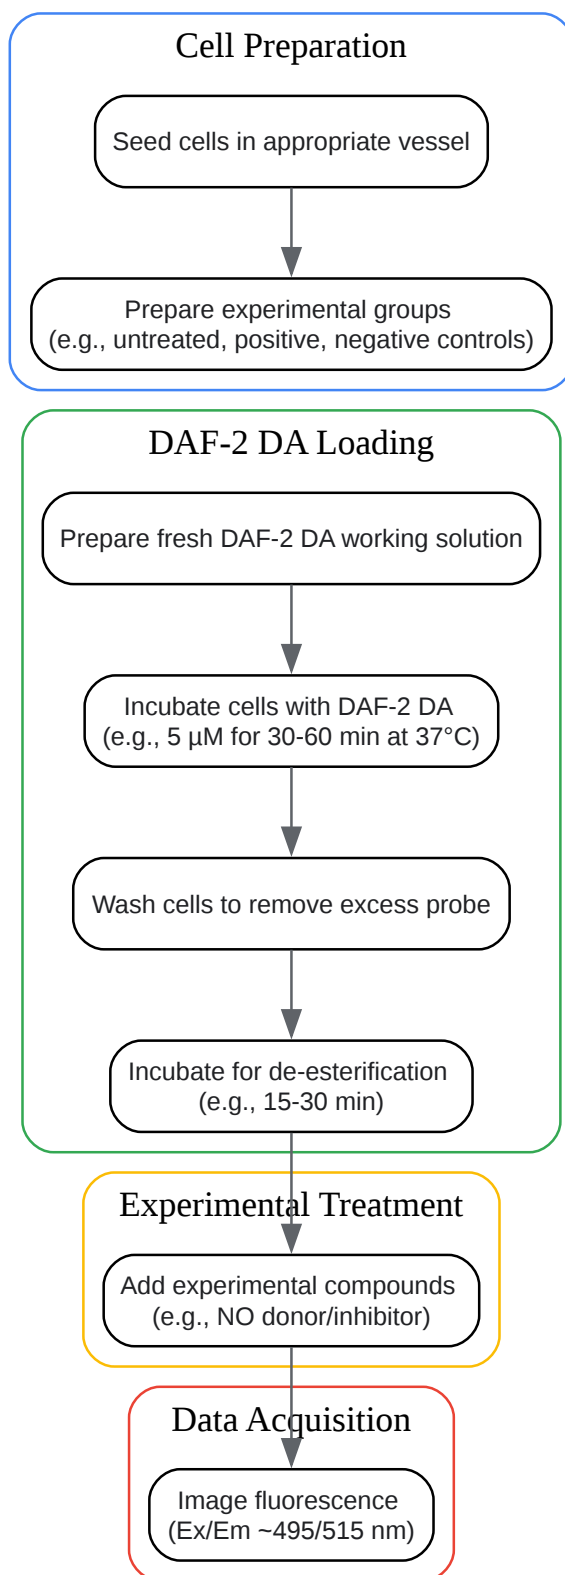 Cell Preparation
Seed cells in appropriate vessel
Prepare experimental groups
(e.g., untreated, positive, negative controls)
DAF-2 DA Loading
Prepare fresh DAF-2 DA working solution
Incubate cells with DAF-2 DA
(e.g., 5 µM for 30-60 min at 37°C)
Wash cells to remove excess probe
Incubate for de-esterification
(e.g., 15-30 min)
Experimental Treatment
Add experimental compounds
(e.g., NO donor/inhibitor)
Data Acquisition
Image fluorescence
(Ex/Em ~495/515 nm)